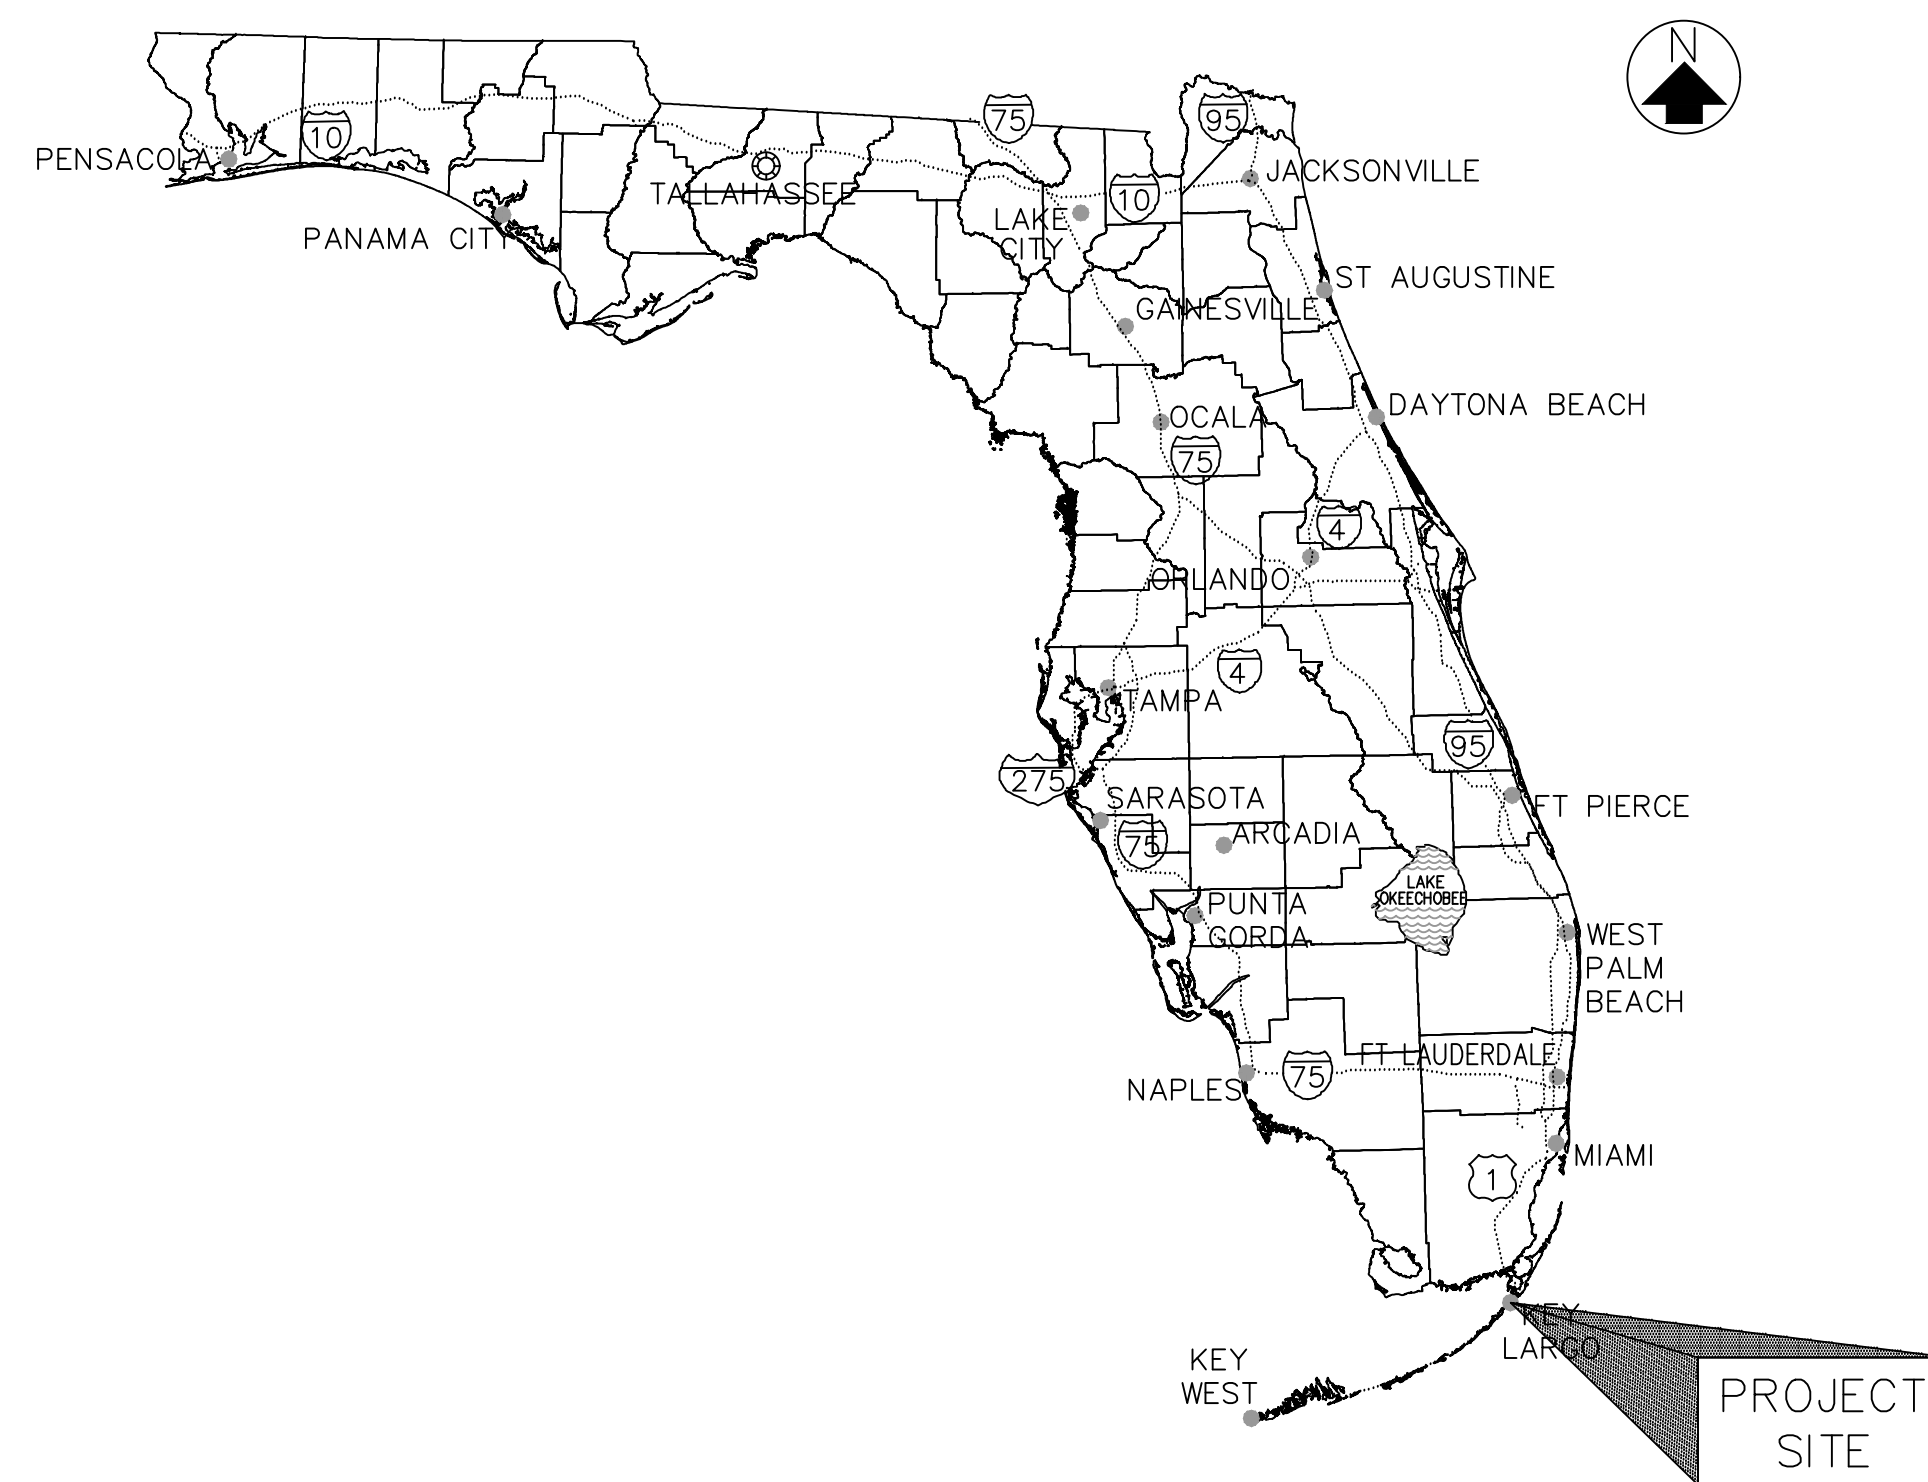 N
75
95
10
PENSACOLA
JACKSONVILLE
TALLAHASSEE
10
LAKE
CITY
PANAMA CITY
ST AUGUSTINE
GAINESVILLE
DAYTONA BEACH
OCALA
75
4
ORLANDO
4
TAMPA
95
275
SARASOTA
FT PIERCE
ARCADIA
75
LAKE
OKEECHOBEE
PUNTA
GORDA
WEST
PALM
BEACH
FT LAUDERDALE
75
NAPLES
MIAMI
1
KEY
LARGO
KEY
WEST
PROJECT
SITE